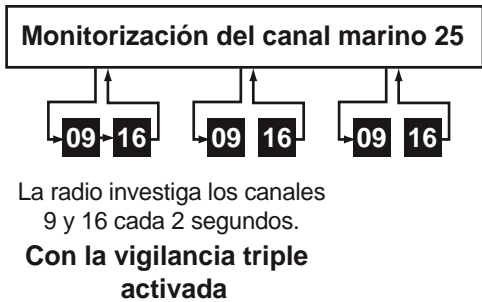 Monitorización del canal marino 25
09 16 09 16 09 16
La radio investiga los canales
9 y 16 cada 2 segundos.
Con la vigilancia triple
activada